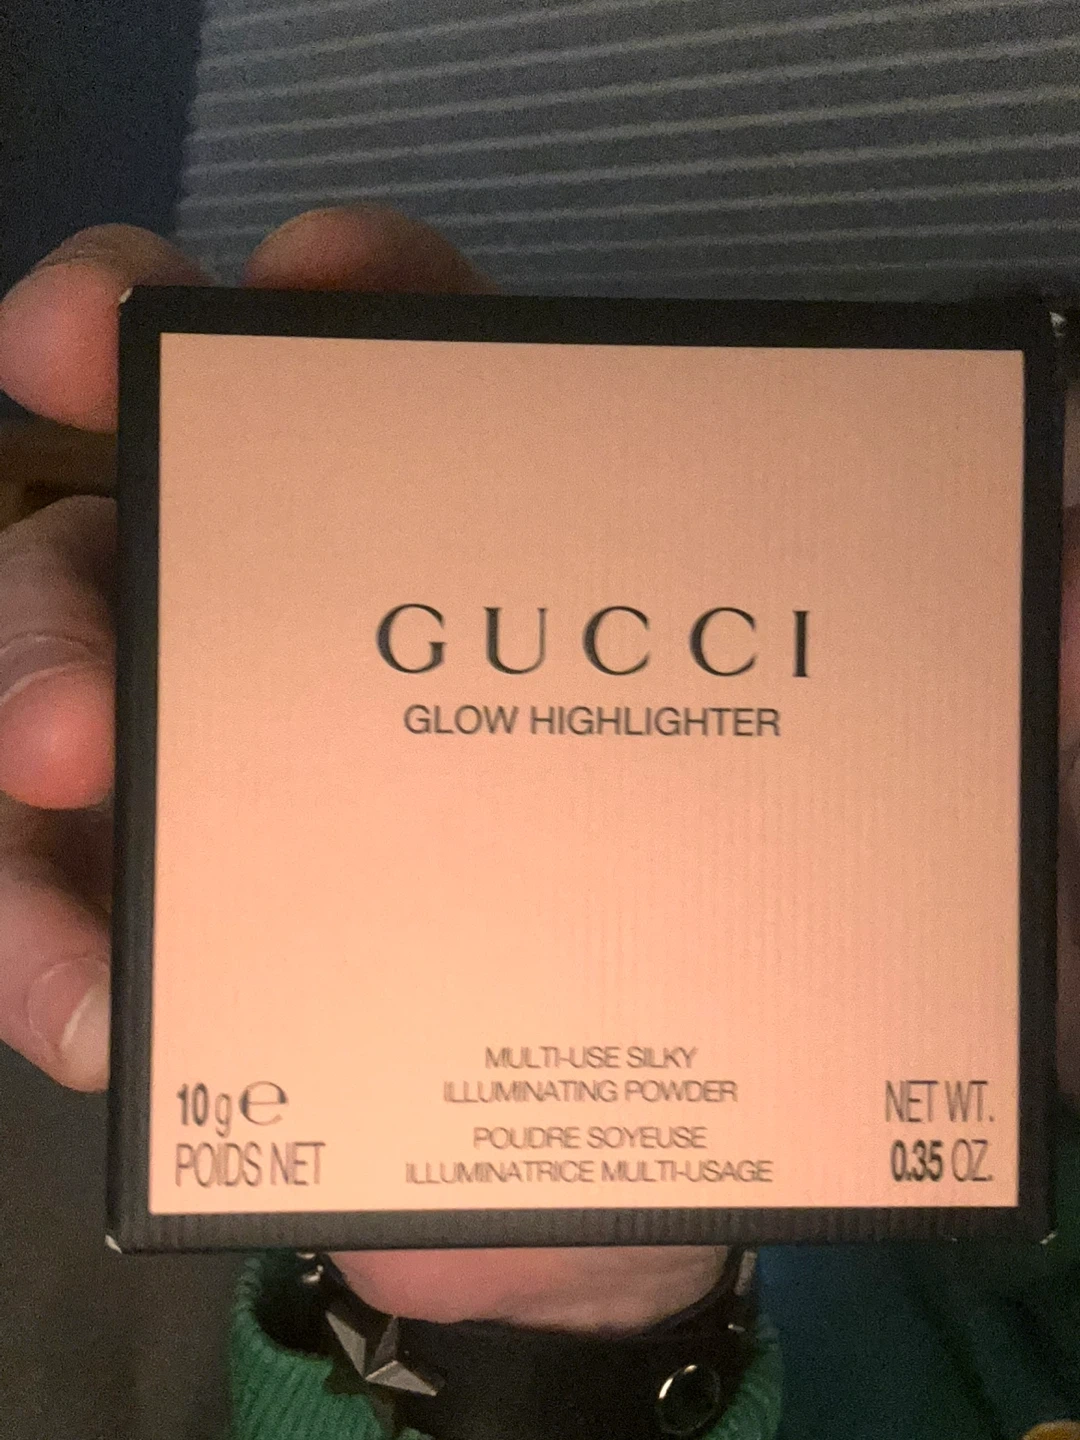 GUCCI
GLOW HIGHLIGHTER
MULTI-USE SILKY
ILLUMINATING POWDER
POUDRE SOYEUSE
ILLUMINATRICE MULTI-USAGE
10 g ℮
POIDS NET
NET WT.
0.35 OZ.